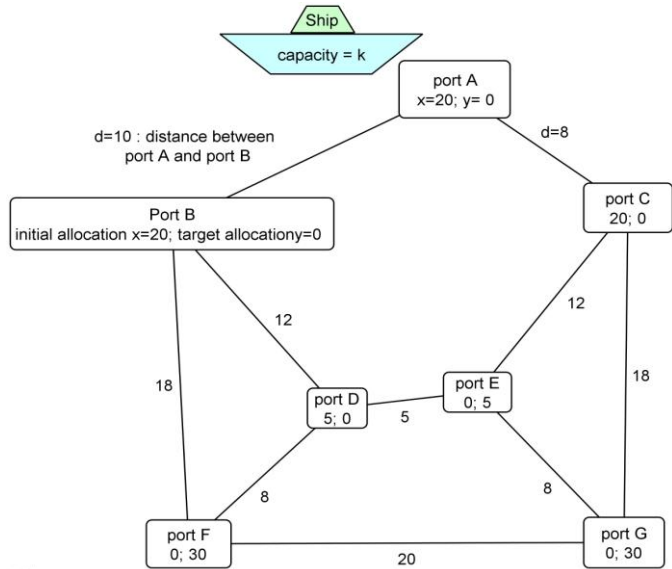 Ship
capacity = k
port A
x=20; y= 0
d=10 : distance between
port A and port B
d=8
Port B
initial allocation x=20; target allocationy=0
port C
20; 0
12
12
18
18
port D
5; 0
5
port E
0; 5
8
8
port F
0; 30
20
port G
0; 30